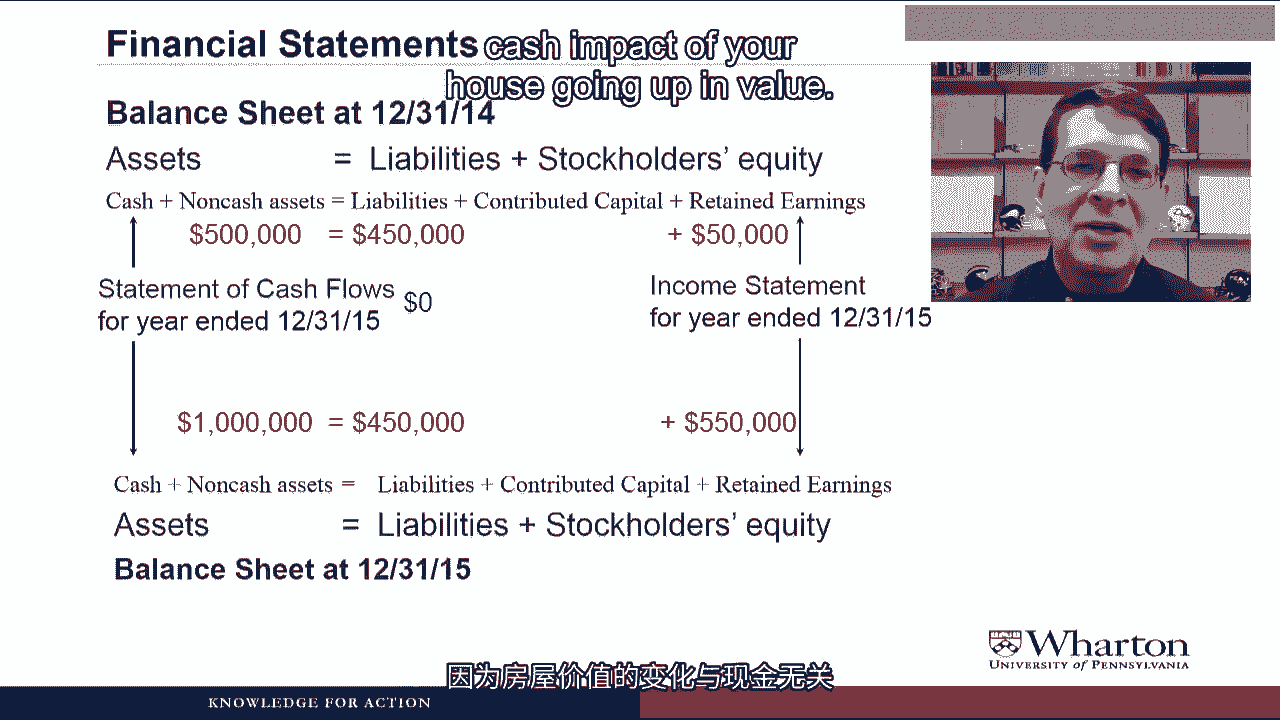 Financial Statements
cash impact of your
house going up in value.
Balance Sheet at 12/31/14
Assets = Liabilities + Stockholders’ equity
Cash + Noncash assets = Liabilities + Contributed Capital + Retained Earnings
$500,000 = $450,000 + $50,000
Statement of Cash Flows
for year ended 12/31/15
$0
Income Statement
for year ended 12/31/15
$1,000,000 = $450,000 + $550,000
Cash + Noncash assets = Liabilities + Contributed Capital + Retained Earnings
Assets = Liabilities + Stockholders’ equity
Balance Sheet at 12/31/15
Wharton
UNIVERSITY of PENNSYLVANIA
因为房屋价值的变化与现金无关
KNOWLEDGE FOR ACTION